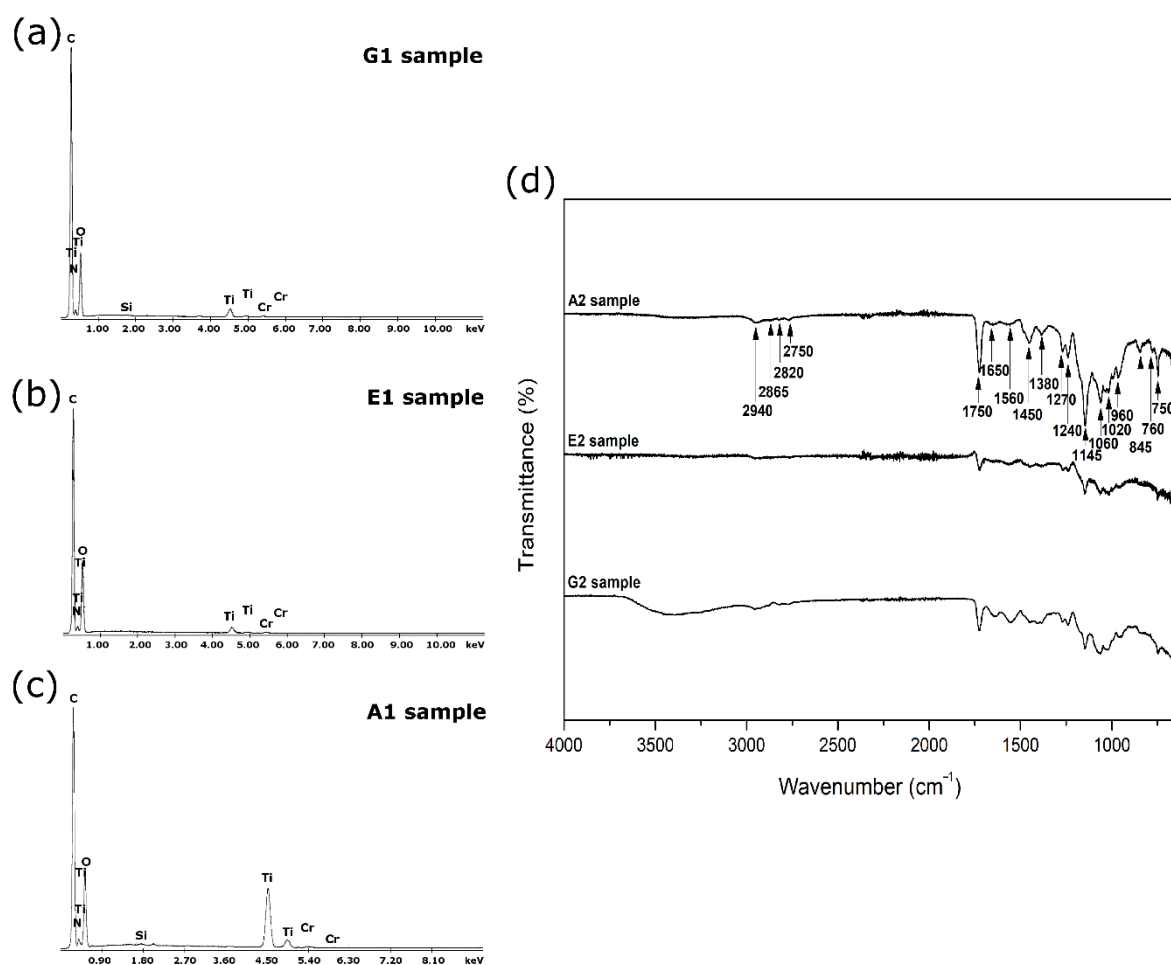 (a)
G1 sample
C
O
Ti
Ti
N
Si
Ti
Ti
Cr
Cr
1.00 2.00 3.00 4.00 5.00 6.00 7.00 8.00 9.00 10.00 keV
(b)
E1 sample
C
O
Ti
Ti
N
Ti
Ti
Cr
Cr
1.00 2.00 3.00 4.00 5.00 6.00 7.00 8.00 9.00 10.00 keV
(c)
A1 sample
C
O
Ti
Ti
N
Si
Ti
Ti
Cr
Cr
0.90 1.80 2.70 3.60 4.50 5.40 6.30 7.20 8.10 keV
(d)
Transmittance (%)
A2 sample
2940
2865
2820
2750
1750
1650
1560
1450
1380
1270
1240
1145
1060
1020
960
845
760
750
E2 sample
G2 sample
4000 3500 3000 2500 2000 1500 1000
Wavenumber (cm⁻¹)